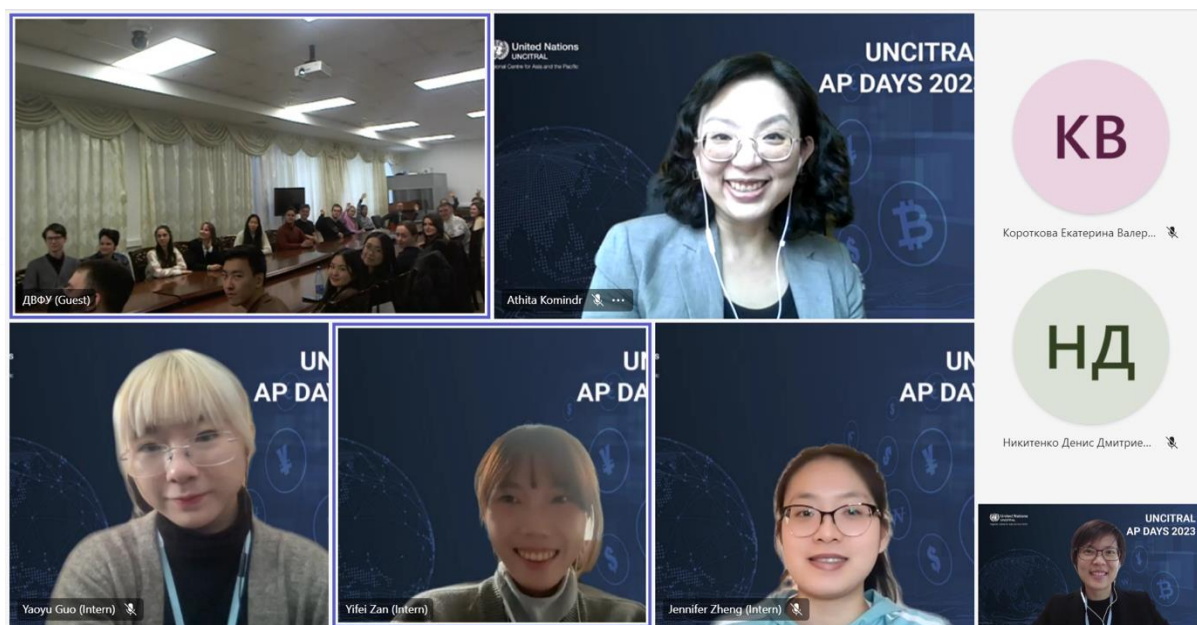 United Nations
UNCITRAL
UNCITRA
AP DAYS 202
ДВФУ (Guest)
Athita Komindr
КВ
Короткова Екатерина Валер...
НД
Никитенко Денис Дмитрие...
UN
AP DA
Yaoyu Guo (Intern)
UN
AP DA
Yifei Zan (Intern)
UN
AP DA
Jennifer Zheng (Intern)
United Nations
UNCITRAL
AP DAYS 2023